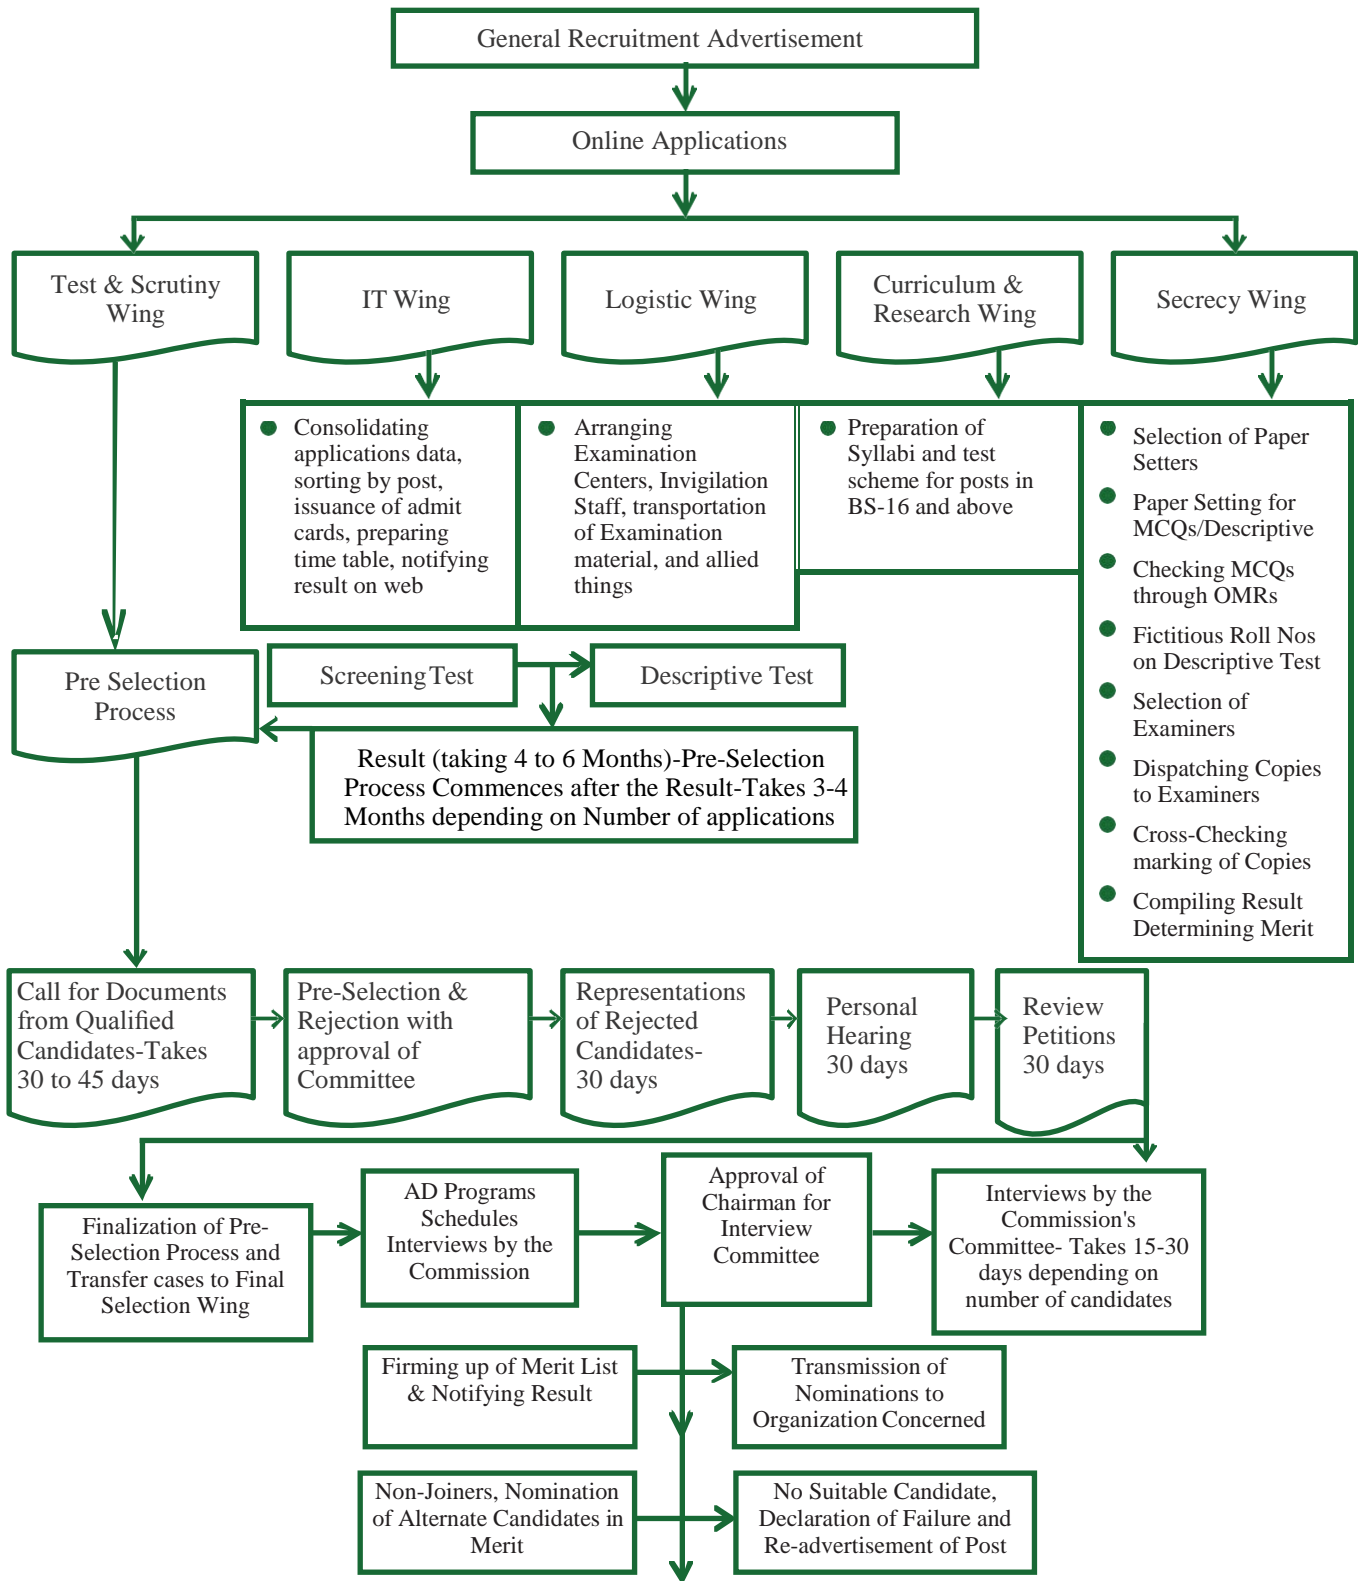 General Recruitment Advertisement
Online Applications
Test & Scrutiny
Wing
IT Wing
Logistic Wing
Curriculum &
Research Wing
Secrecy Wing
Consolidating
applications data,
sorting by post,
issuance of admit
cards, preparing
time table, notifying
result on web
Arranging
Examination
Centers, Invigilation
Staff, transportation
of Examination
material, and allied
things
Preparation of
Syllabi and test
scheme for posts in
BS-16 and above
Selection of Paper
Setters
Paper Setting for
MCQs/Descriptive
Checking MCQs
through OMRs
Fictitious Roll Nos
on Descriptive Test
Selection of
Examiners
Dispatching Copies
to Examiners
Cross-Checking
marking of Copies
Compiling Result
Determining Merit
Pre Selection
Process
Screening Test
Descriptive Test
Result (taking 4 to 6 Months)-Pre-Selection
Process Commences after the Result-Takes 3-4
Months depending on Number of applications
Call for Documents
from Qualified
Candidates-Takes
30 to 45 days
Pre-Selection &
Rejection with
approval of
Committee
Representations
of Rejected
Candidates-
30 days
Personal
Hearing
30 days
Review
Petitions
30 days
Finalization of Pre-
Selection Process and
Transfer cases to Final
Selection Wing
AD Programs
Schedules
Interviews by the
Commission
Approval of
Chairman for
Interview
Committee
Interviews by the
Commission's
Committee- Takes 15-30
days depending on
number of candidates
Firming up of Merit List
& Notifying Result
Transmission of
Nominations to
Organization Concerned
Non-Joiners, Nomination
of Alternate Candidates in
Merit
No Suitable Candidate,
Declaration of Failure and
Re-advertisement of Post